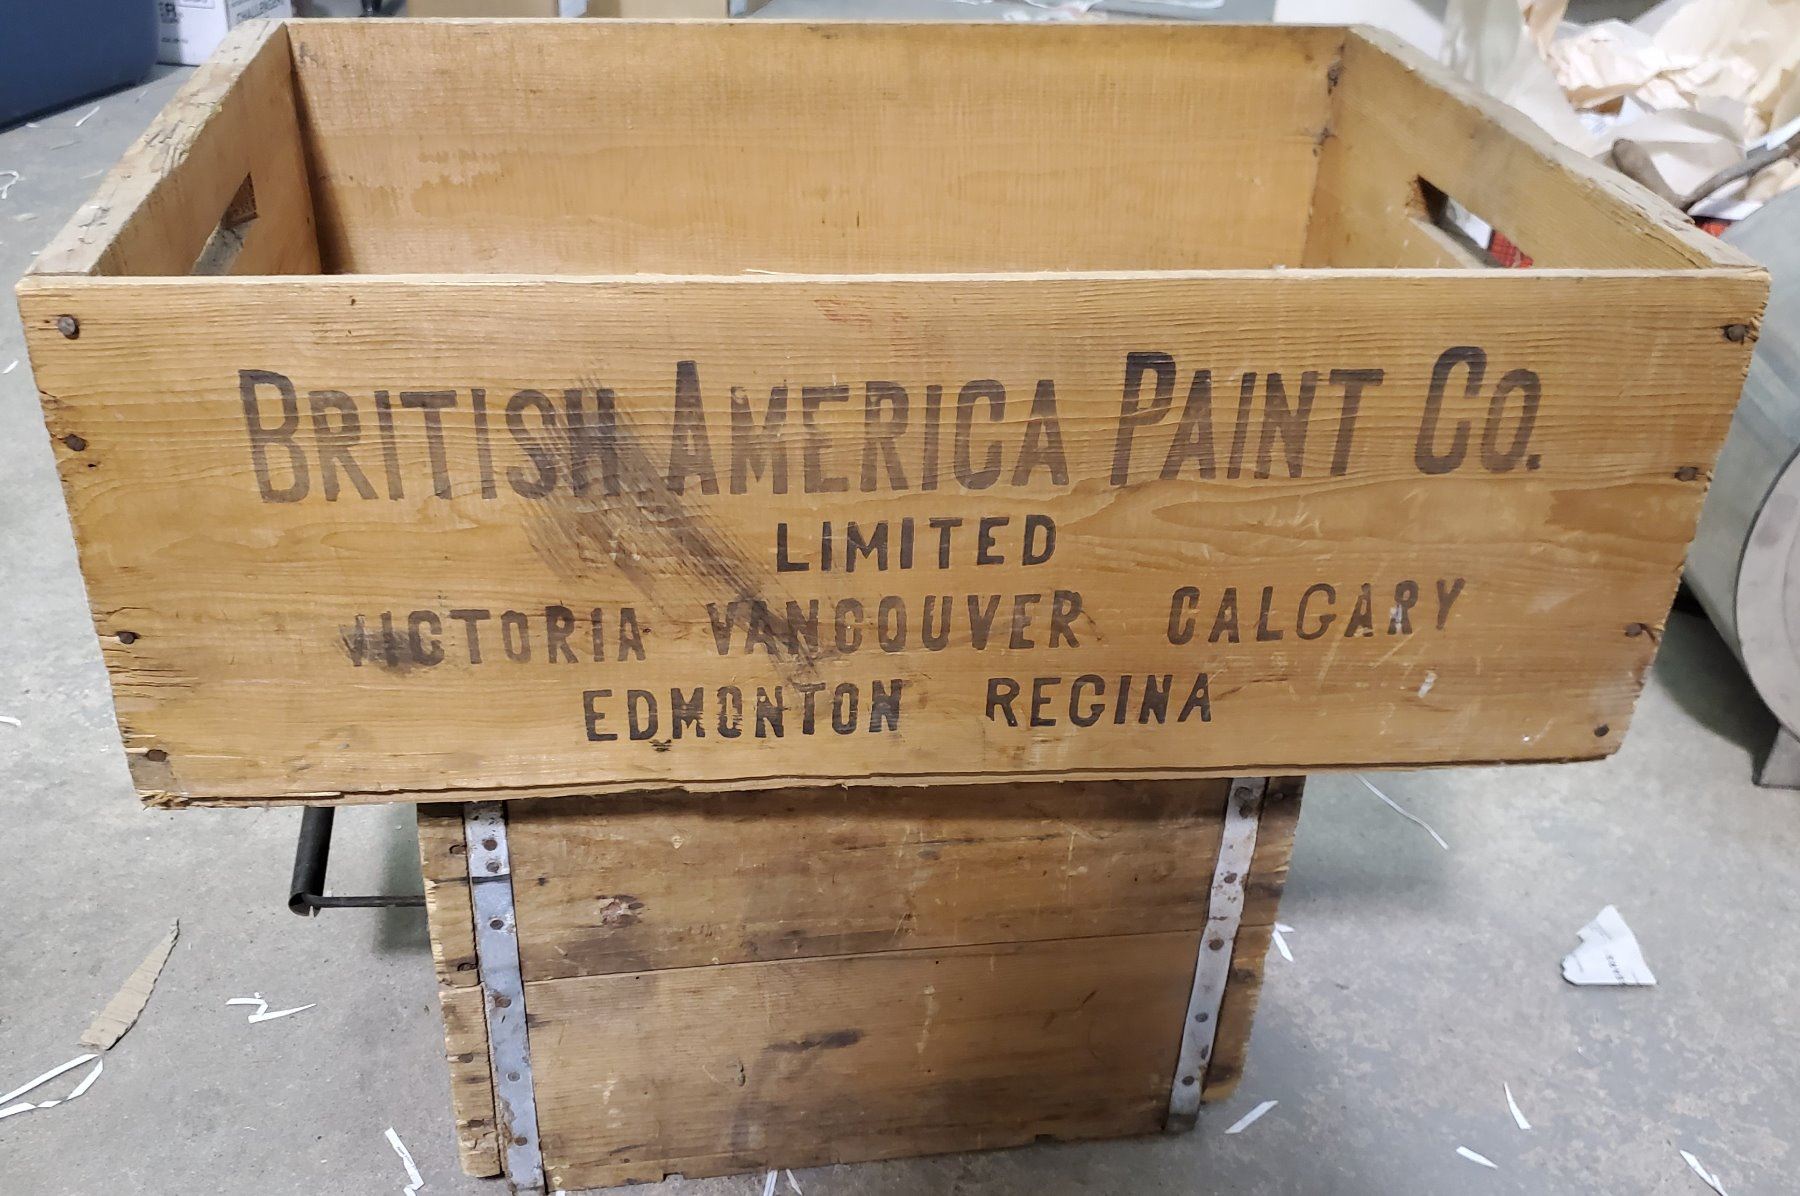 BRITISH AMERICA PAINT CO.
LIMITED
VICTORIA VANCOUVER CALGARY
EDMONTON REGINA